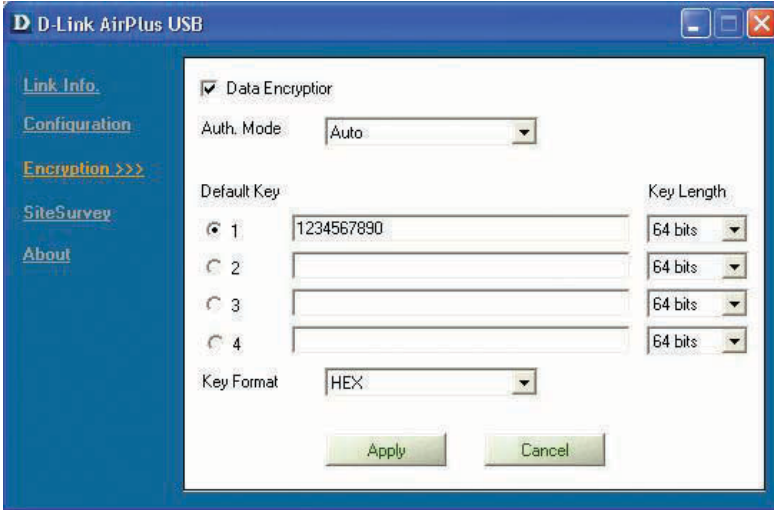 D D-Link AirPlus USB
Link Info.
Configuration
Encryption >>>
SiteSurvey
About
Data Encryptior
Auth. Mode Auto
Default Key Key Length
1 1234567890 64 bits
2 64 bits
3 64 bits
4 64 bits
Key Format HEX
Apply Cancel